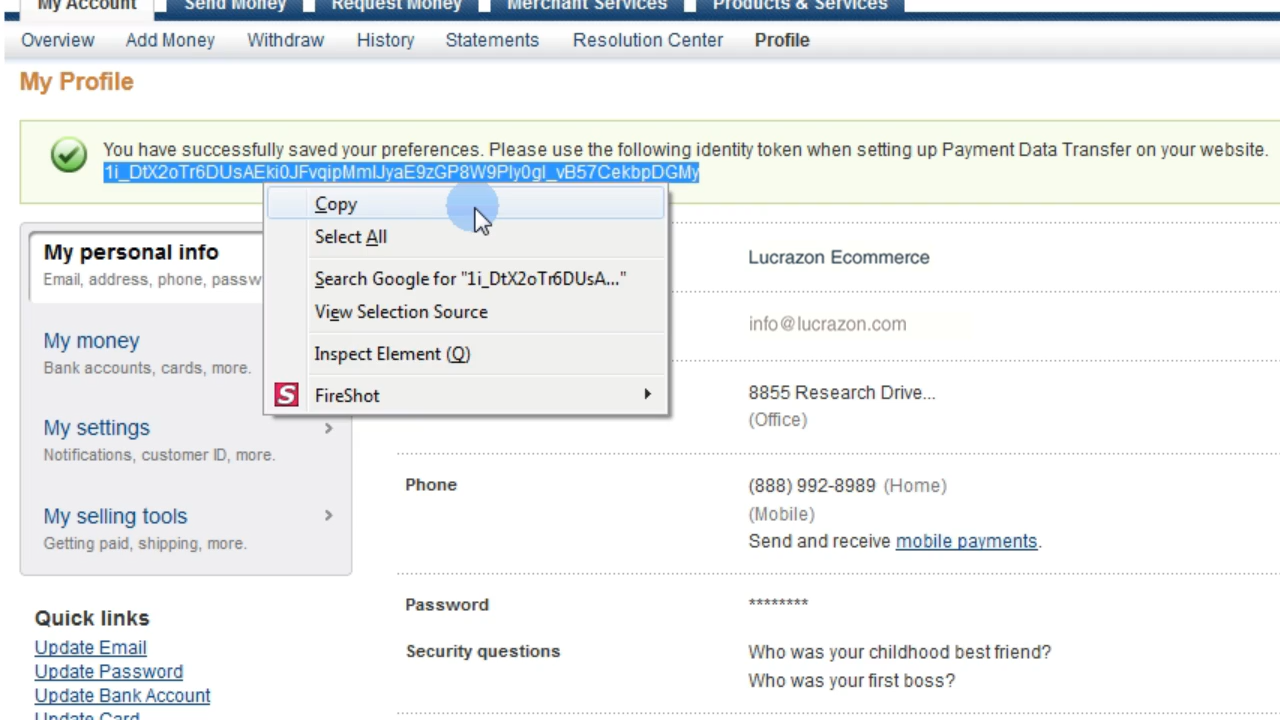 My Account Send Money Request Money Merchant Services Products & Services
Overview Add Money Withdraw History Statements Resolution Center Profile
My Profile
You have successfully saved your preferences. Please use the following identity token when setting up Payment Data Transfer on your website.
1i_DtX2oTr6DUsAEki0JFvqipMmIJyaE9zGP8W9Ply0gI_vB57CekbpDGMy
Copy
Select All
Search Google for "1i_DtX2oTr6DUsA..."
View Selection Source
Inspect Element (Q)
FireShot
My personal info
Email, address, phone, passw
My money
Bank accounts, cards, more.
My settings
Notifications, customer ID, more.
My selling tools
Getting paid, shipping, more.
Quick links
Update Email
Update Password
Update Bank Account
Update Card
Lucrazon Ecommerce
info@lucrazon.com
8855 Research Drive...
(Office)
Phone
(888) 992-8989 (Home)
(Mobile)
Send and receive mobile payments.
Password
********
Security questions
Who was your childhood best friend?
Who was your first boss?